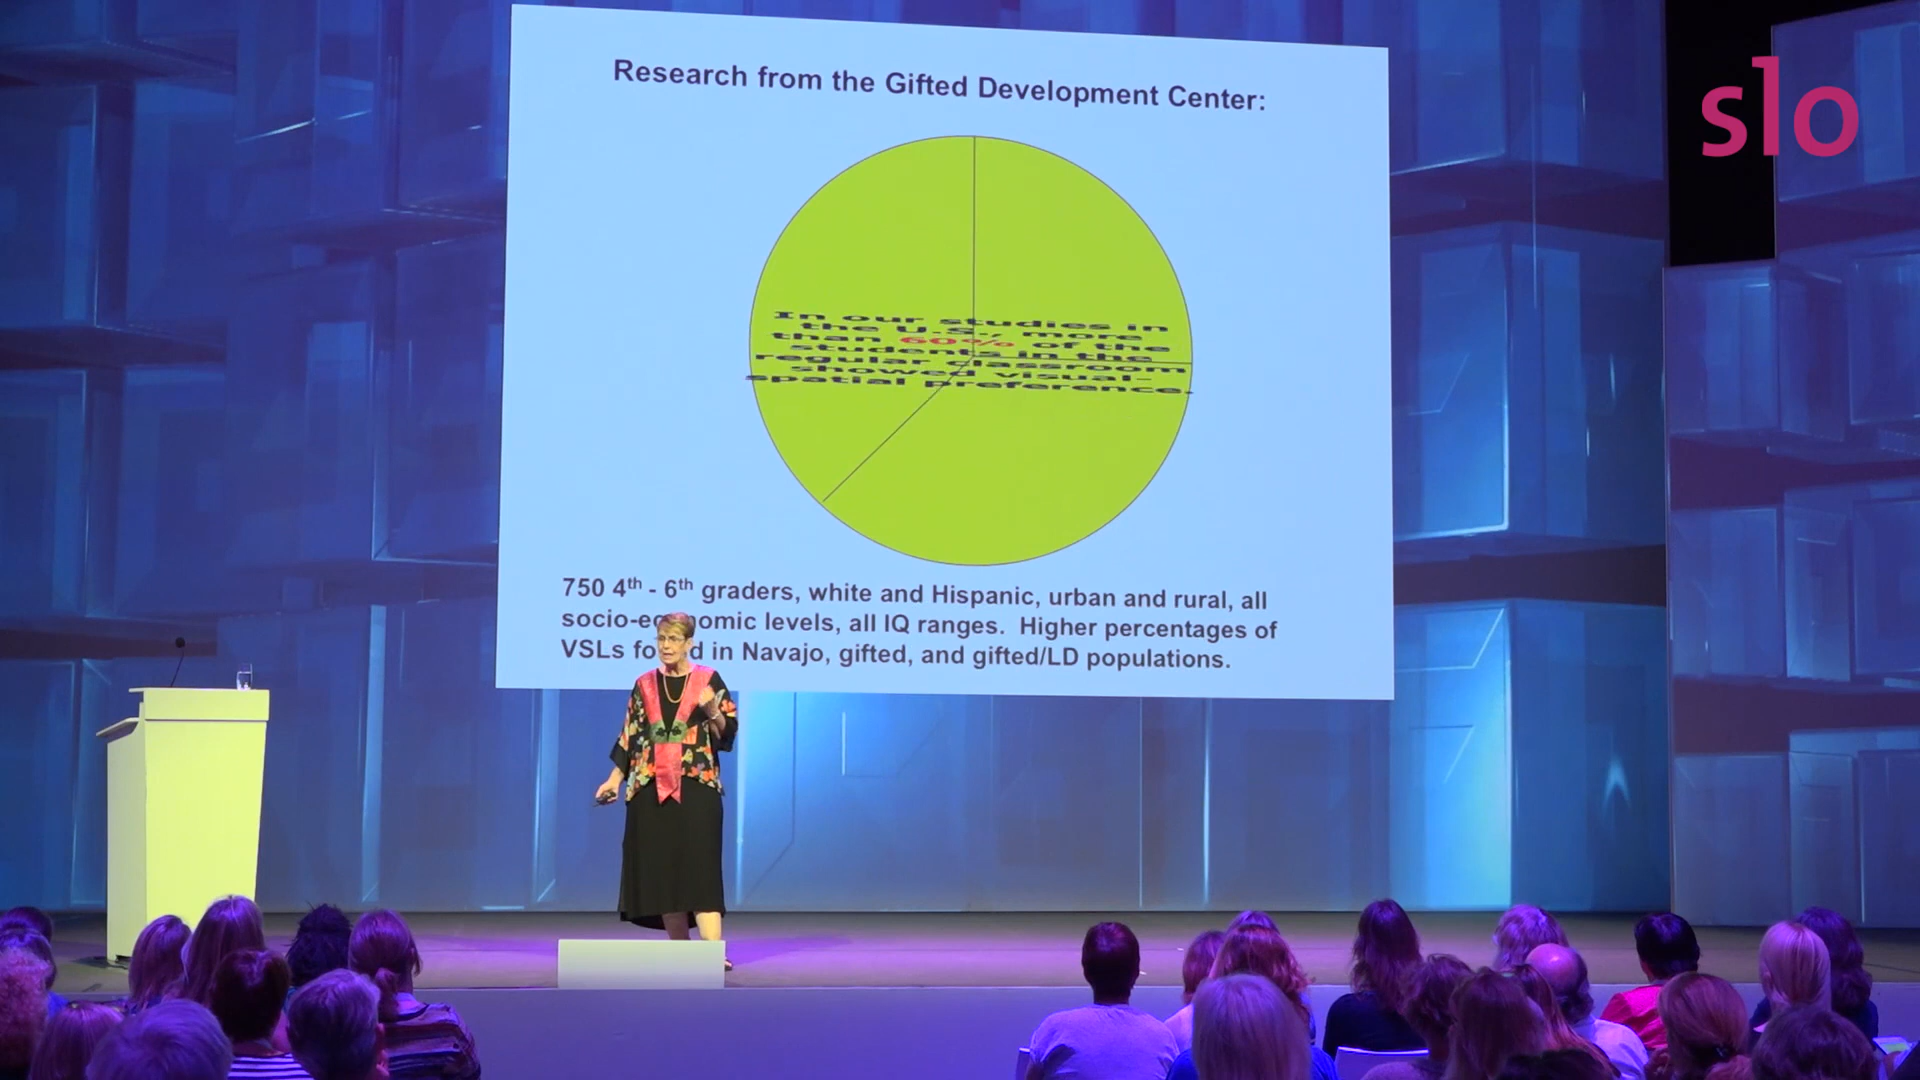 Research from the Gifted Development Center:
slo
In our studies in
the U.S., more
than 60% of the
students in the
regular classroom
showed visual-
spatial preference.
750 4th - 6th graders, white and Hispanic, urban and rural, all
socio-economic levels, all IQ ranges. Higher percentages of
VSLs found in Navajo, gifted, and gifted/LD populations.